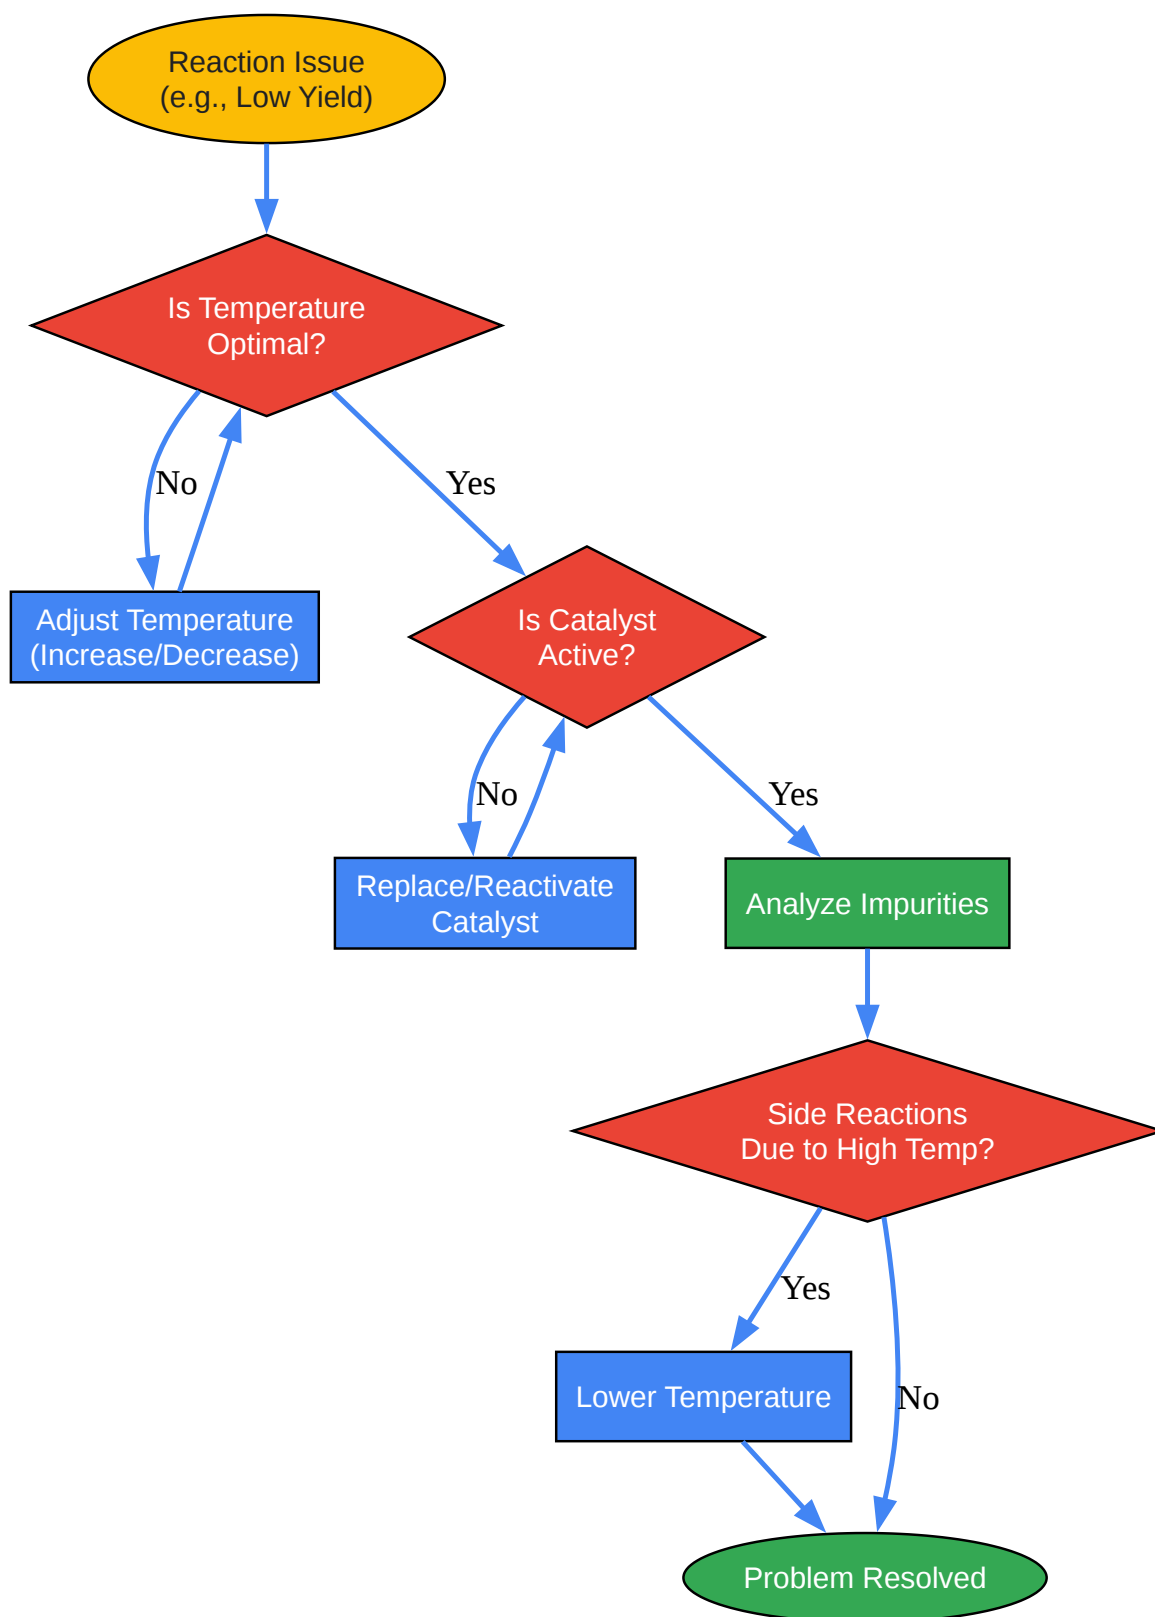 Reaction Issue
(e.g., Low Yield)
Is Temperature
Optimal?
No
Yes
Adjust Temperature
(Increase/Decrease)
Is Catalyst
Active?
No
Yes
Replace/Reactivate
Catalyst
Analyze Impurities
Side Reactions
Due to High Temp?
Yes
Lower Temperature
No
Problem Resolved